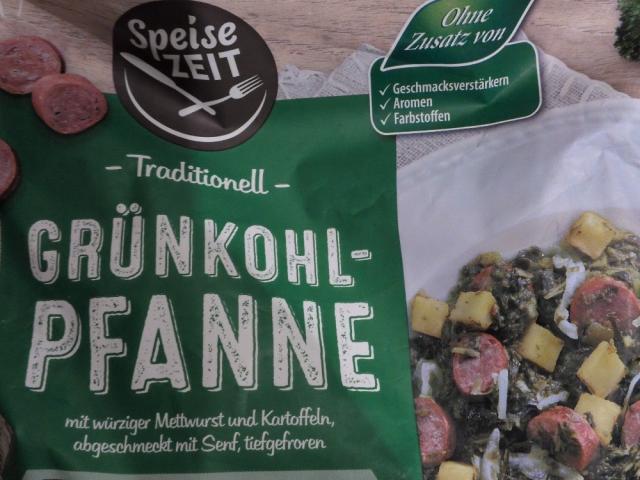 Speise
ZEIT
Ohne
Zusatz von
✓ Geschmacksverstärkern
✓ Aromen
✓ Farbstoffen
– Traditionell –
GRÜNKOHL-
PFANNE
mit würziger Mettwurst und Kartoffeln,
abgeschmeckt mit Senf, tiefgefroren